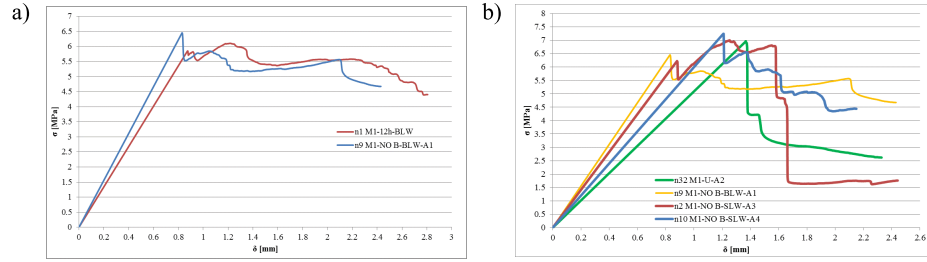 a)
6
7
6.5
6
5.5
5
4.5
4
3.5
3
2.5
2
1.5
1
0.5
0
σ [MPa]
n1 M1-12h-BLW
n9 M1-NO B-BLW-A1
0 0.2 0.4 0.6 0.8 1 1.2 1.4 1.6 1.8 2 2.2 2.4 2.6 2.8 3
δ [mm]
b)
8
7.5
7
6.5
6
5.5
5
4.5
4
3.5
3
2.5
2
1.5
1
0.5
0
σ [MPa]
n32 M1-U-A2
n9 M1-NO B-BLW-A1
n2 M1-NO B-SLW-A3
n10 M1-NO B-SLW-A4
0 0.2 0.4 0.6 0.8 1 1.2 1.4 1.6 1.8 2 2.2 2.4 2.6
δ [mm]